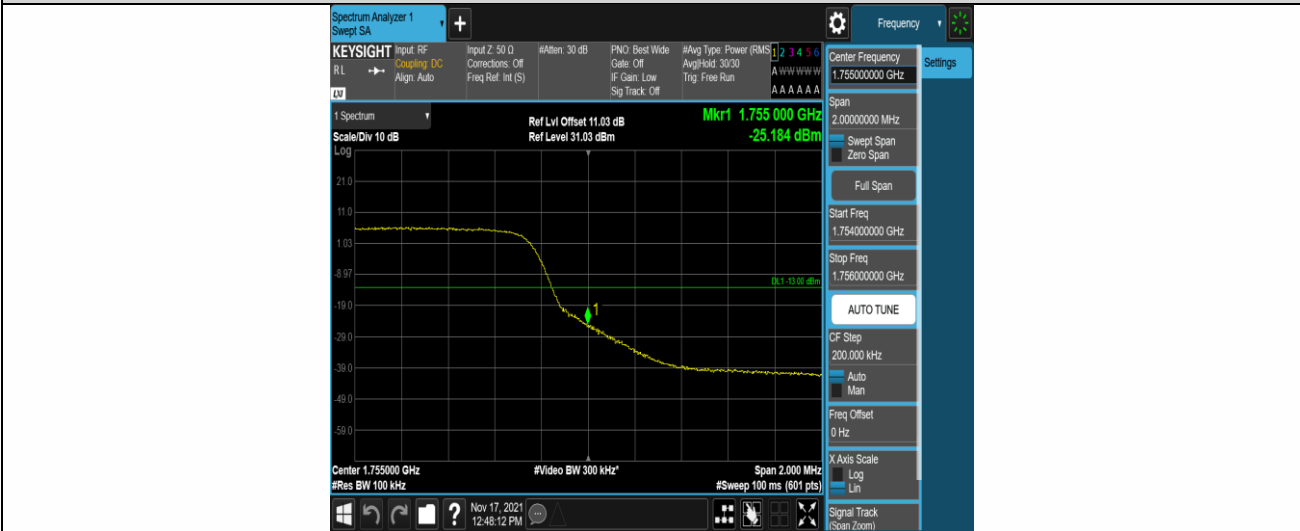 Spectrum Analyzer 1
Swept SA
Frequency
KEYSIGHT
Input: RF
Coupling: DC
Align: Auto
Input Z: 50 Ω
Corrections: Off
Freq Ref: Int (S)
#Atten: 30 dB
PNO: Best Wide
Gate: Off
IF Gain: Low
Sig Track: Off
#Avg Type: Power (RMS
Avg|Hold: 30/30
Trig: Free Run
1 2 3 4 5 6
A W W W W W
A A A A A A
R L
LXI
Center Frequency
1.755000000 GHz
Settings
Span
2.00000000 MHz
Swept Span
Zero Span
Full Span
Start Freq
1.754000000 GHz
Stop Freq
1.756000000 GHz
AUTO TUNE
CF Step
200.000 kHz
Auto
Man
Freq Offset
0 Hz
X Axis Scale
Log
Lin
Signal Track
(Span Zoom)
1 Spectrum
Scale/Div 10 dB
Log
Ref Lvl Offset 11.03 dB
Ref Level 31.03 dBm
Mkr1 1.755 000 GHz
-25.184 dBm
21.0
11.0
1.03
-8.97
DL1 -13.00 dBm
-19.0
1
-29.0
-39.0
-49.0
-59.0
Center 1.755000 GHz
#Video BW 300 kHz*
Span 2.000 MHz
#Res BW 100 kHz
#Sweep 100 ms (601 pts)
?
Nov 17, 2021
12:48:12 PM